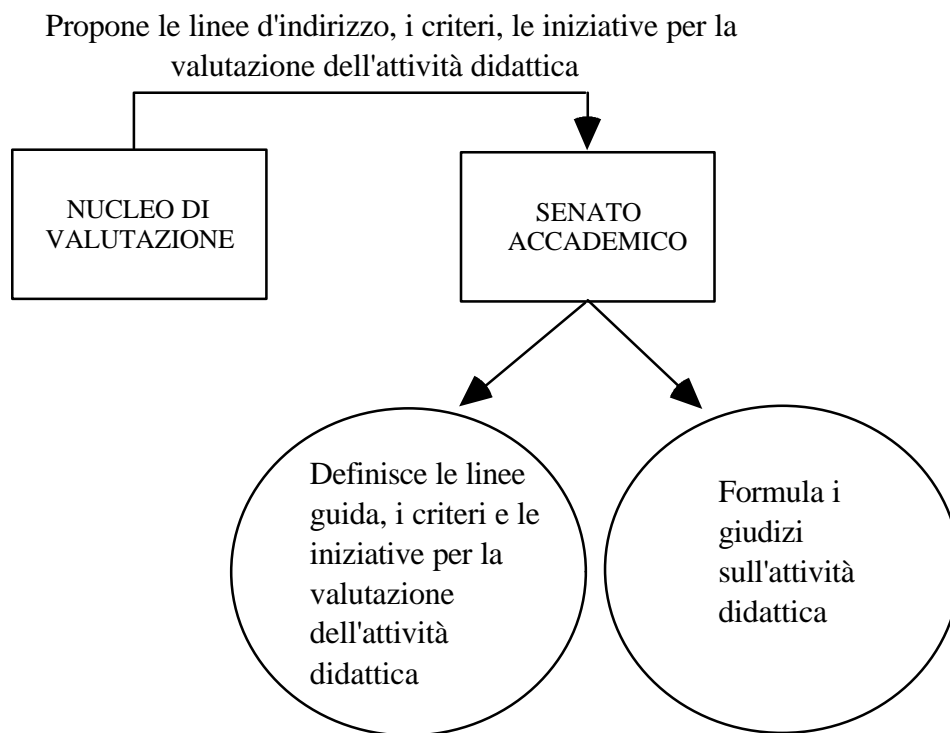 Propone le linee d'indirizzo, i criteri, le iniziative per la
valutazione dell'attività didattica
NUCLEO DI
VALUTAZIONE
SENATO
ACCADEMICO
Definisce le linee
guida, i criteri e le
iniziative per la
valutazione
dell'attività
didattica
Formula i
giudizi
sull'attività
didattica